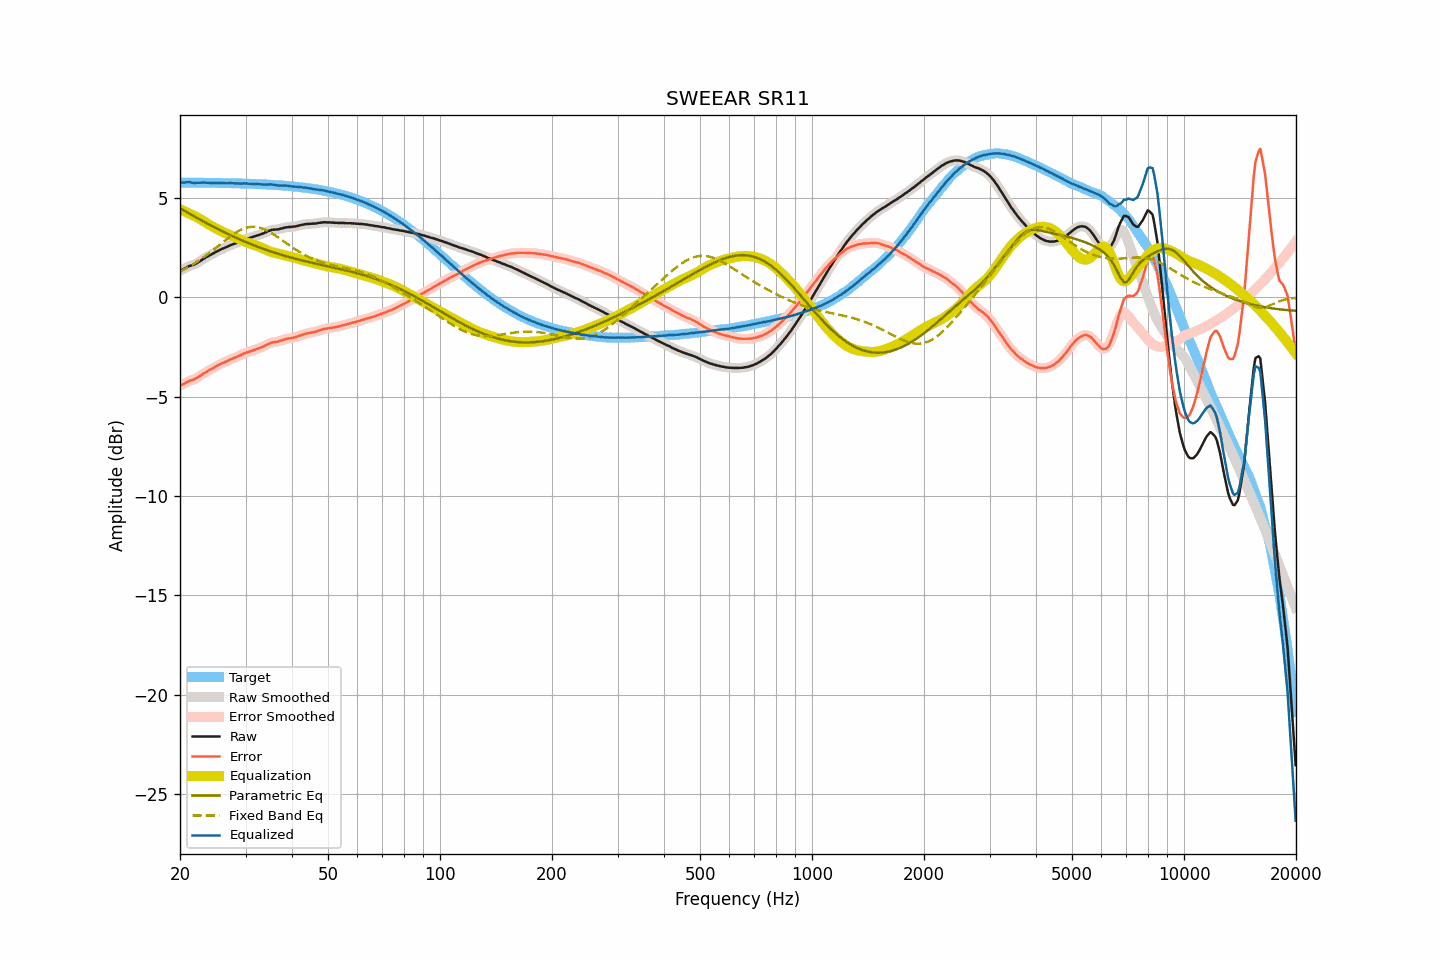 SWEEAR SR11
Amplitude (dBr)
5
0
−5
−10
−15
−20
−25
Target
Raw Smoothed
Error Smoothed
Raw
Error
Equalization
Parametric Eq
Fixed Band Eq
Equalized
20 50 100 200 500 1000 2000 5000 10000 20000
Frequency (Hz)